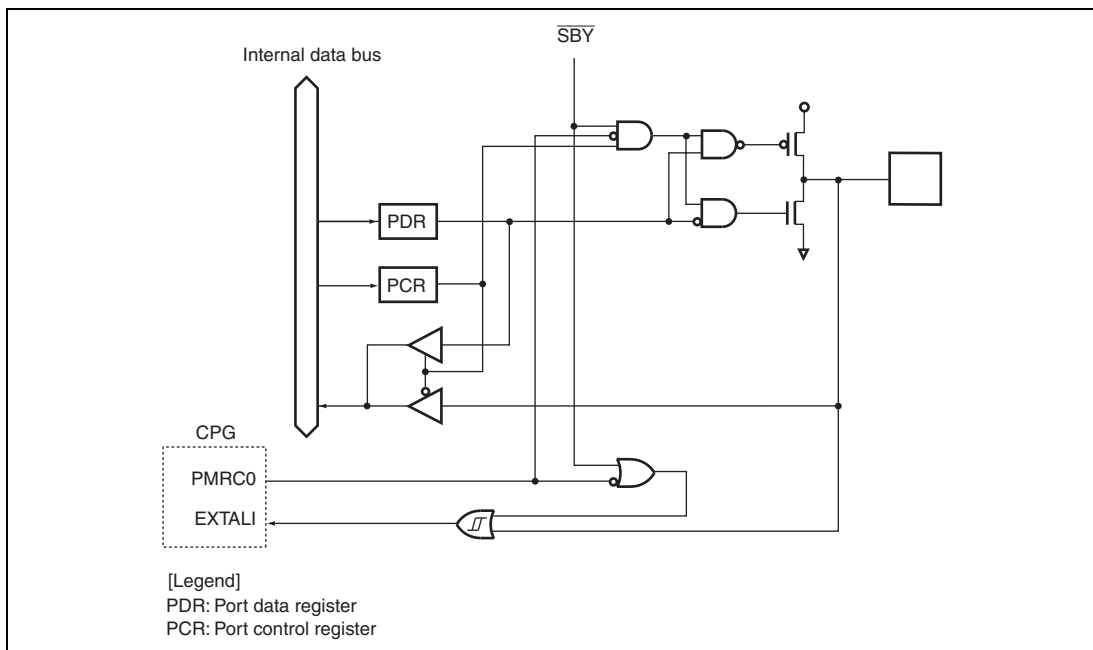 SBY
Internal data bus
PDR
PCR
CPG
PMRC0
EXTALI
[Legend]
PDR: Port data register
PCR: Port control register